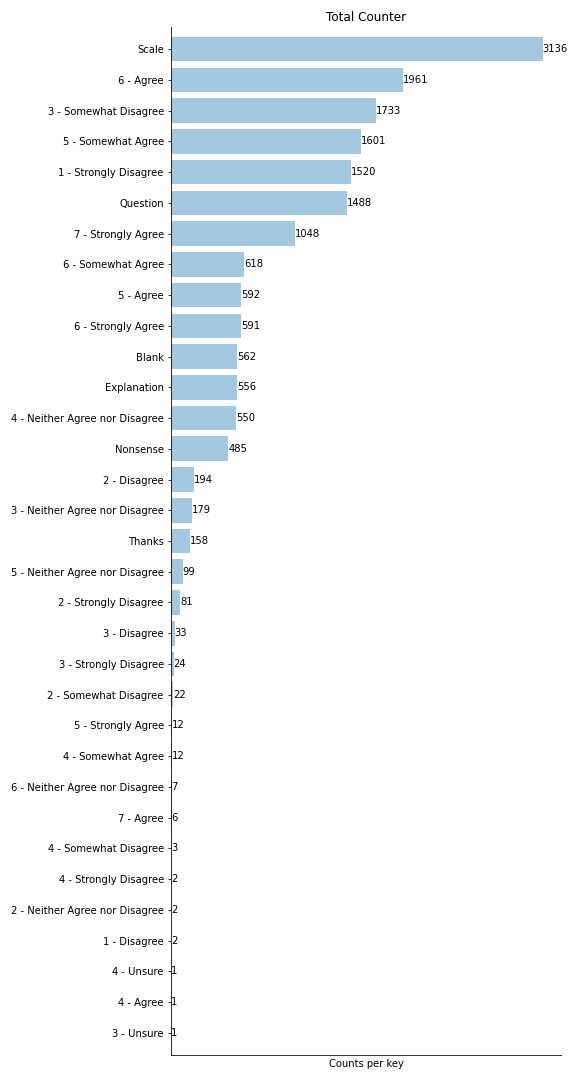 Total Counter
Scale 3136
6 - Agree 1961
3 - Somewhat Disagree 1733
5 - Somewhat Agree 1601
1 - Strongly Disagree 1520
Question 1488
7 - Strongly Agree 1048
6 - Somewhat Agree 618
5 - Agree 592
6 - Strongly Agree 591
Blank 562
Explanation 556
4 - Neither Agree nor Disagree 550
Nonsense 485
2 - Disagree 194
3 - Neither Agree nor Disagree 179
Thanks 158
5 - Neither Agree nor Disagree 99
2 - Strongly Disagree 81
3 - Disagree 33
3 - Strongly Disagree 24
2 - Somewhat Disagree 22
5 - Strongly Agree 12
4 - Somewhat Agree 12
6 - Neither Agree nor Disagree 7
7 - Agree 6
4 - Somewhat Disagree 3
4 - Strongly Disagree 2
2 - Neither Agree nor Disagree 2
1 - Disagree 2
4 - Unsure 1
4 - Agree 1
3 - Unsure 1
Counts per key